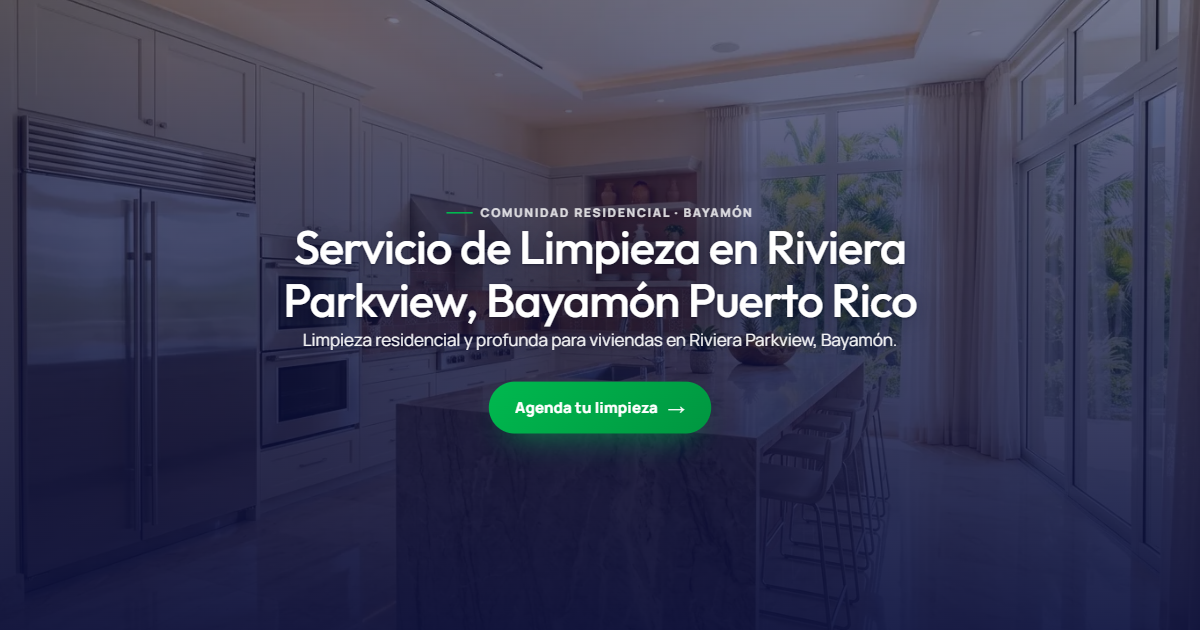 COMUNIDAD RESIDENCIAL · BAYAMÓN
Servicio de Limpieza en Riviera
Parkview, Bayamón Puerto Rico
Limpieza residencial y profunda para viviendas en Riviera Parkview, Bayamón.
Agenda tu limpieza →